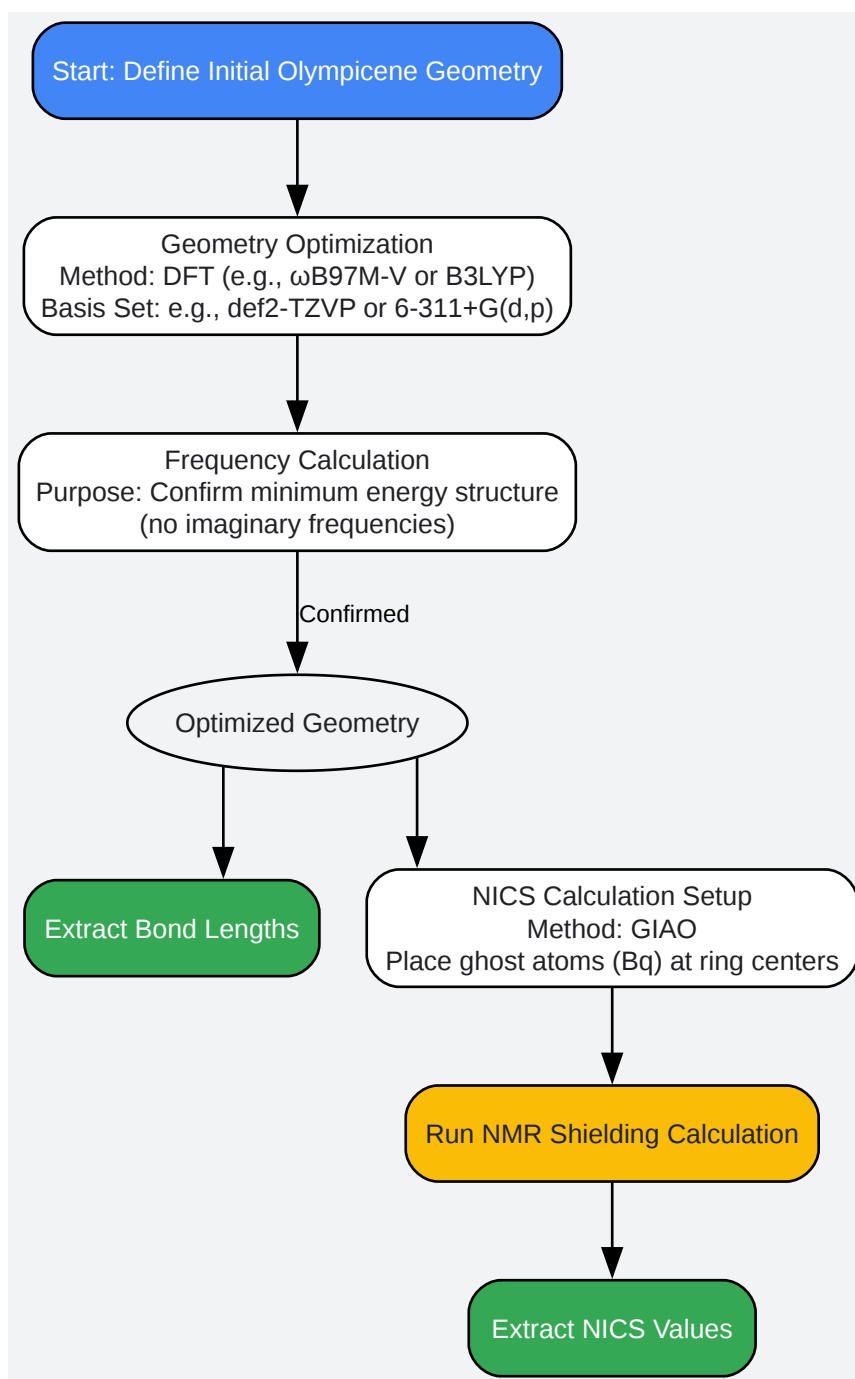 Start: Define Initial Olympicene Geometry
Geometry Optimization
Method: DFT (e.g., ωB97M-V or B3LYP)
Basis Set: e.g., def2-TZVP or 6-311+G(d,p)
Frequency Calculation
Purpose: Confirm minimum energy structure
(no imaginary frequencies)
Confirmed
Optimized Geometry
Extract Bond Lengths
NICS Calculation Setup
Method: GIAO
Place ghost atoms (Bq) at ring centers
Run NMR Shielding Calculation
Extract NICS Values